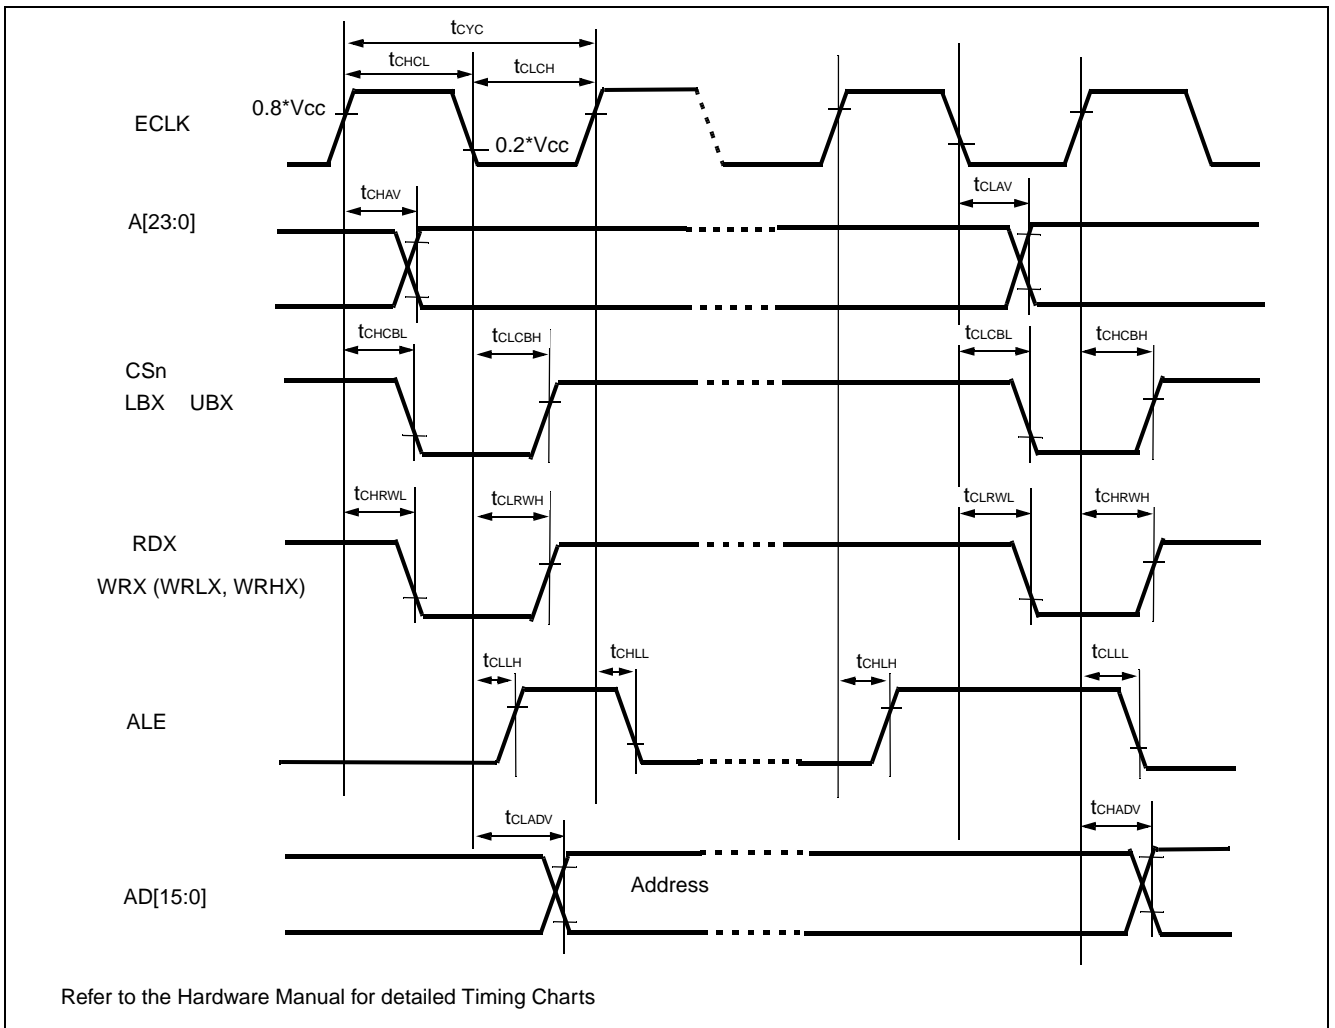 tCYC
tCHCL
tCLCH
0.8*Vcc
ECLK
0.2*Vcc
tCHAV
tCLAV
A[23:0]
tCHCBL
tCLCBH
tCLCBL
tCHCBH
CSn
LBX UBX
tCHRWL
tCLRWH
tCLRWL
tCHRWH
RDX
WRX (WRLX, WRHX)
tCLLH
tCHLL
tCHLH
tCLLL
ALE
tCLADV
tCHADV
Address
AD[15:0]
Refer to the Hardware Manual for detailed Timing Charts